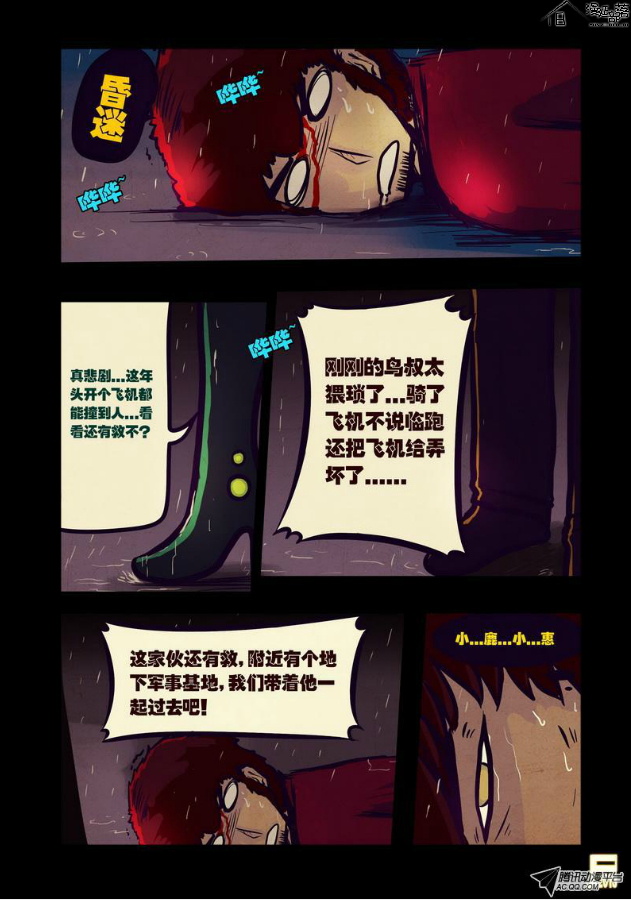 漫征部落
昏迷
哗哗~
哗哗~
真悲剧...这年
头开个飞机都
能撞到人...看
看还有救不?
哗哗~
刚刚的鸟叔太
猥琐了...骑了
飞机不说临跑
还把飞机给弄
坏了......
这家伙还有救,附近有个地
下军事基地,我们带着他一
起过去吧!
小...鹿...小...惠
腾讯动漫平台
AC.QQ.COM